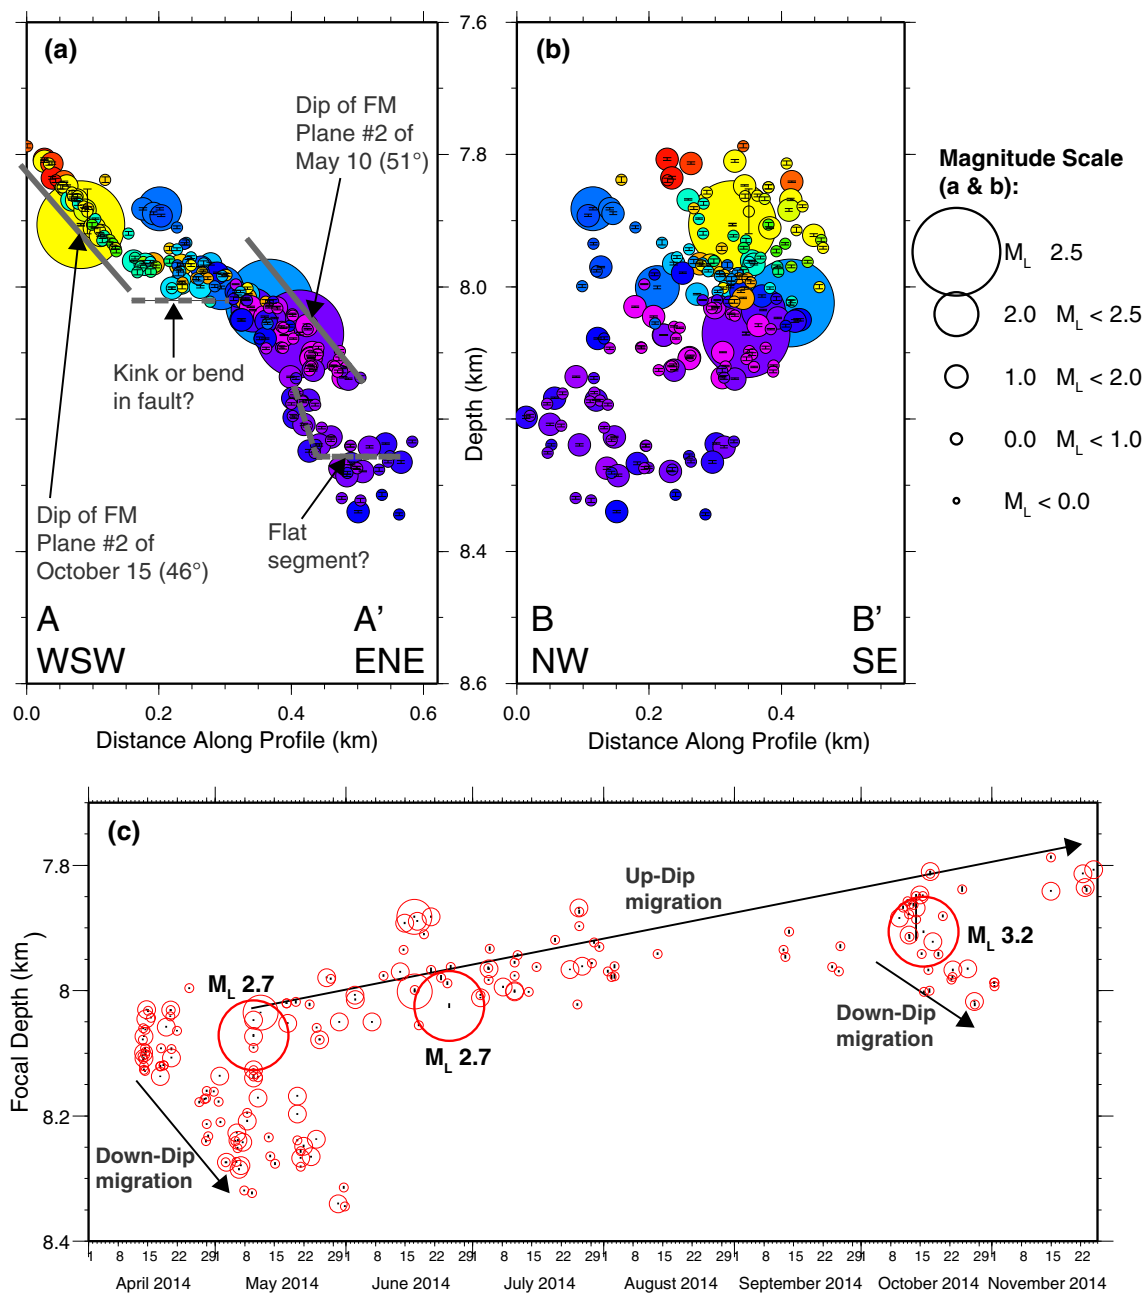 (a)
Dip of FM
Plane #2 of
May 10 (51°)
Kink or bend
in fault?
Dip of FM
Plane #2 of
October 15 (46°)
Flat
segment?
A
WSW
A’
ENE
0.0 0.2 0.4 0.6
Distance Along Profile (km)
7.6
7.8
8.0
8.4
8.6
Depth (km)
(b)
B
NW
B’
SE
0.0 0.2 0.4
Distance Along Profile (km)
Magnitude Scale
(a & b):
ML 2.5
2.0 ML < 2.5
1.0 ML < 2.0
0.0 ML < 1.0
ML < 0.0
(c)
7.8
8
8.2
8.4
Focal Depth (km)
Up-Dip
migration
ML 2.7
ML 2.7
ML 3.2
Down-Dip
migration
Down-Dip
migration
1 8 15 22 29 1 8 15 22 29 1 8 15 22 29 1 8 15 22 29 1 8 15 22 29 1 8 15 22 29 1 8 15 22 29 1 8 15 22
April 2014 May 2014 June 2014 July 2014 August 2014 September 2014 October 2014 November 2014